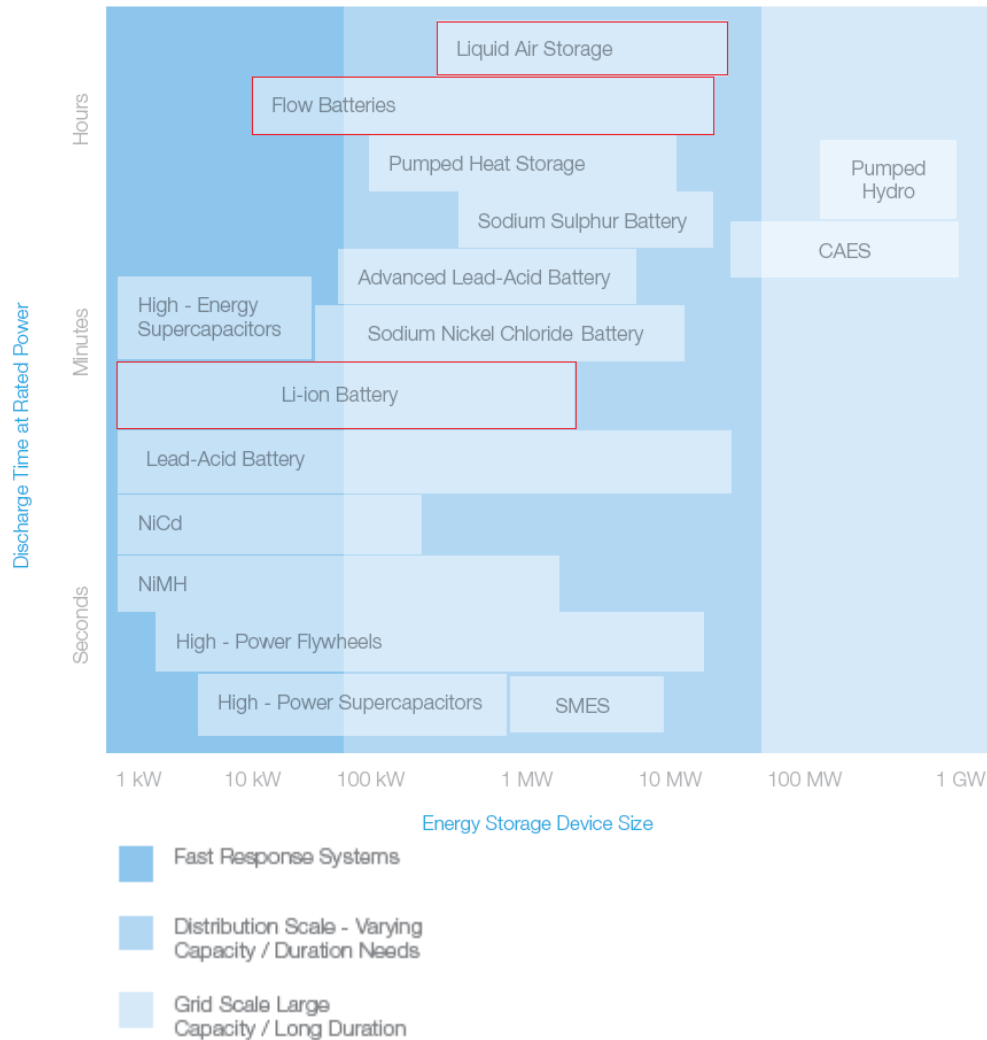 Liquid Air Storage
Flow Batteries
Pumped Heat Storage
Pumped
Hydro
Sodium Sulphur Battery
CAES
Advanced Lead-Acid Battery
High - Energy
Supercapacitors
Sodium Nickel Chloride Battery
Li-ion Battery
Lead-Acid Battery
NiCd
NiMH
High - Power Flywheels
High - Power Supercapacitors
SMES
Hours
Minutes
Seconds
Discharge Time at Rated Power
1 kW
10 kW
100 kW
1 MW
10 MW
100 MW
1 GW
Energy Storage Device Size
Fast Response Systems
Distribution Scale - Varying
Capacity / Duration Needs
Grid Scale Large
Capacity / Long Duration